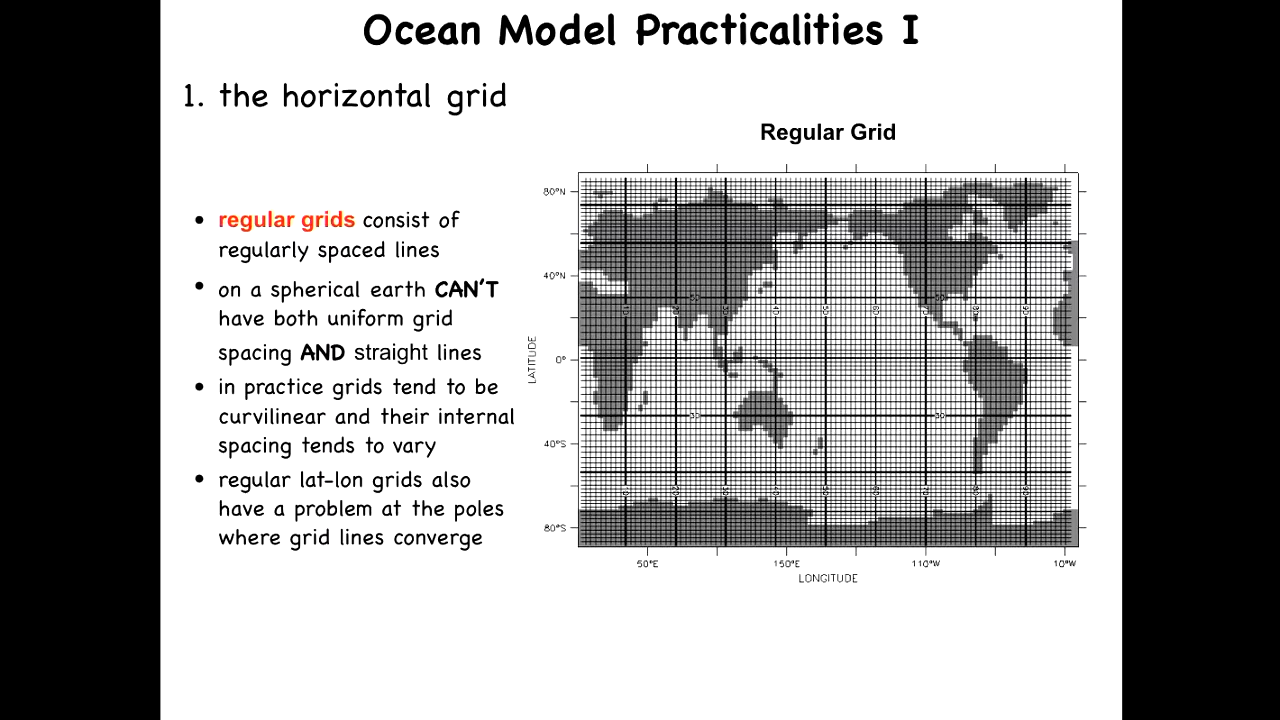 Ocean Model Practicalities I
1. the horizontal grid
• regular grids consist of
regularly spaced lines
• on a spherical earth CAN'T
have both uniform grid
spacing AND straight lines
• in practice grids tend to be
curvilinear and their internal
spacing tends to vary
• regular lat-lon grids also
have a problem at the poles
where grid lines converge
Regular Grid
80°N
40°N
0°
40°S
80°S
LATITUDE
50°E 150°E 110°W 10°W
LONGITUDE